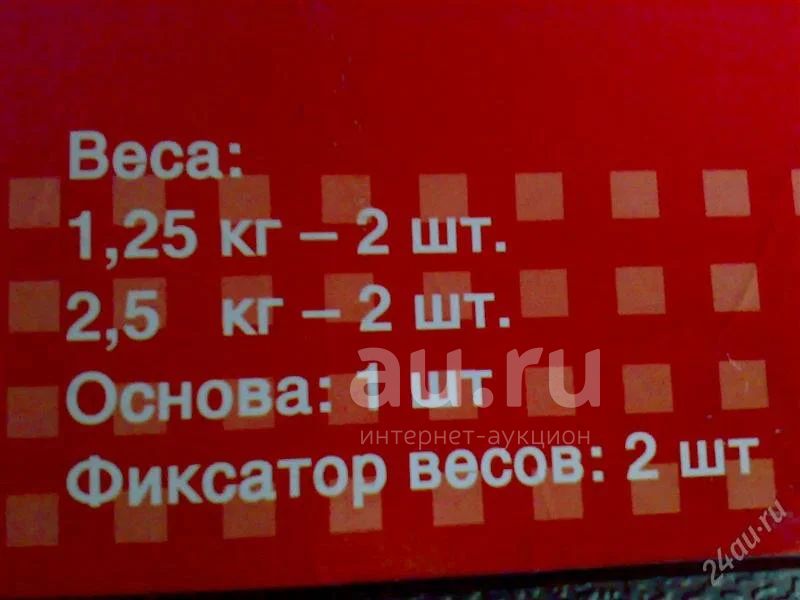 Веса:
1,25 кг – 2 шт.
2,5 кг – 2 шт.
Основа: 1 шт
au.ru
интернет-аукцион
Фиксатор весов: 2 шт
24au.ru